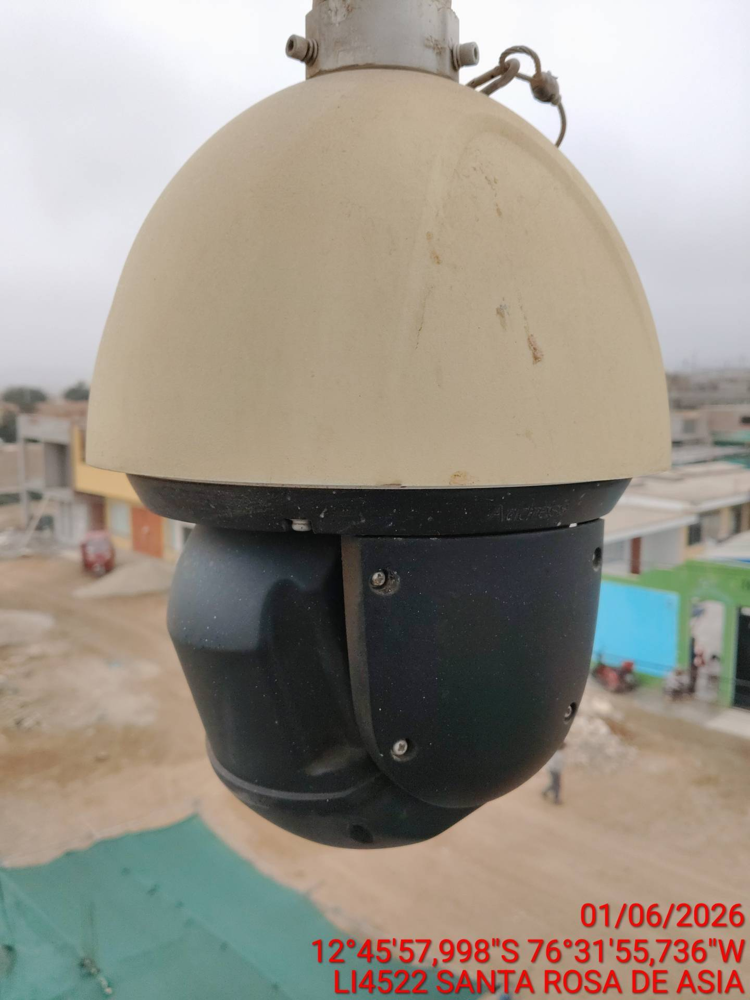 01/06/2026
12°45'57,998"S 76°31'55,736"W
LI4522 SANTA ROSA DE ASIA